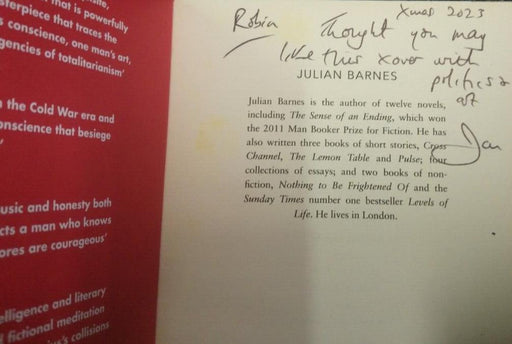 that is powerfully
sterpiece that traces the
conscience, one man's art,
gencies of totalitarianism'
the Cold War era and
onscience that besiege
usic and honesty both
cts a man who knows
ores are courageous'
elligence and literary
fictional meditation
collisions
Xmas 2023
Robin
Thought you may
like this xover with
politics &
art
Jan
JULIAN BARNES
Julian Barnes is the author of twelve novels,
including The Sense of an Ending, which won
the 2011 Man Booker Prize for Fiction. He has
also written three books of short stories, Cross
Channel, The Lemon Table and Pulse; four
collections of essays; and two books of non-
fiction, Nothing to Be Frightened Of and the
Sunday Times number one bestseller Levels of
Life. He lives in London.